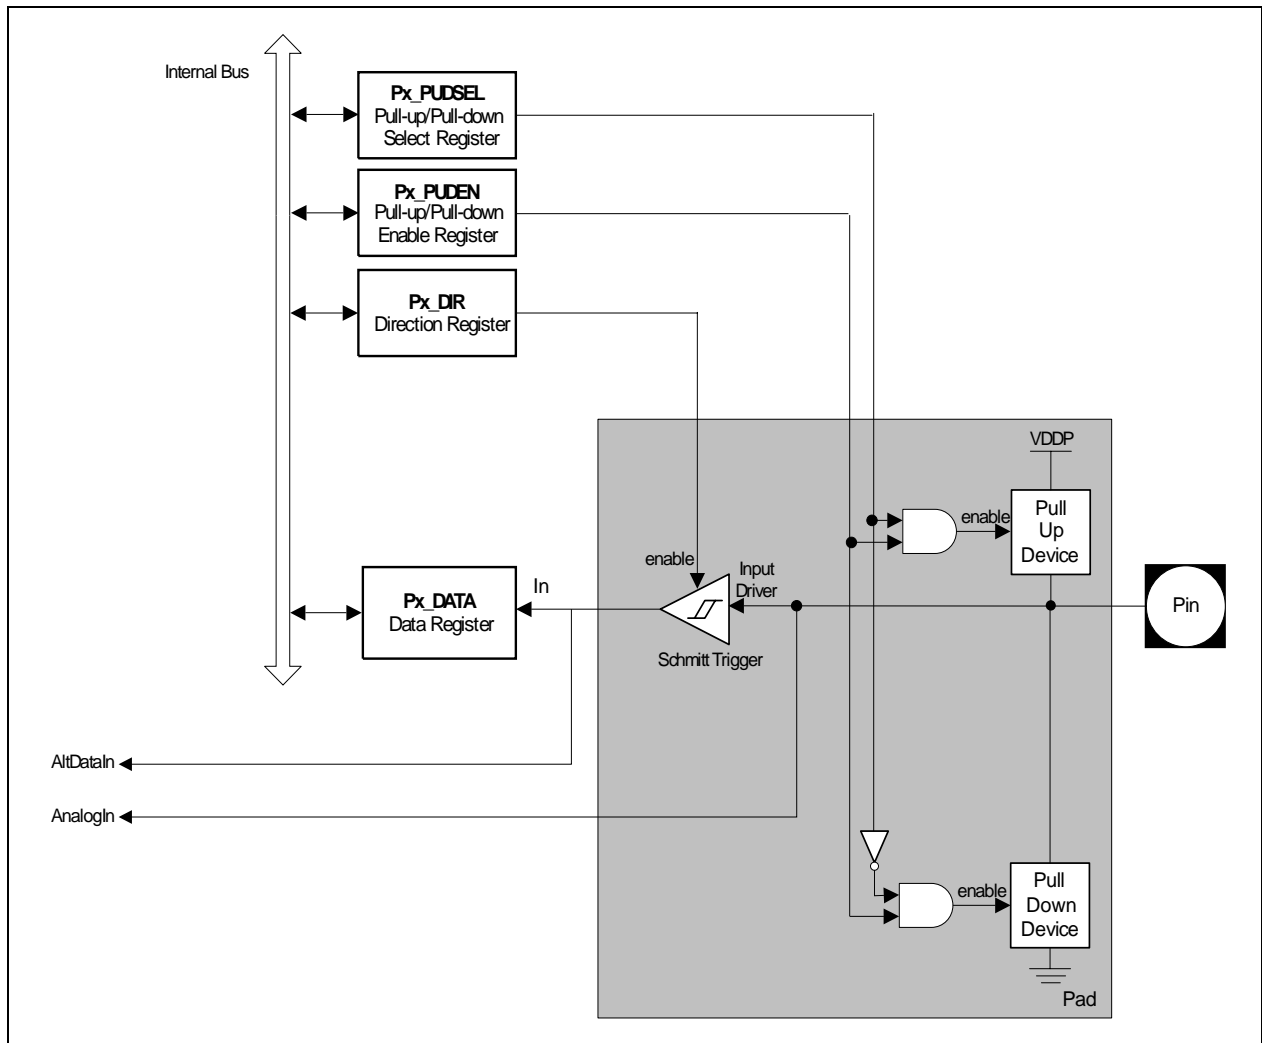 Internal Bus
Px_PUDSEL
Pull-up/Pull-down
Select Register
Px_PUDEN
Pull-up/Pull-down
Enable Register
Px_DIR
Direction Register
VDDP
Pull
Up
Device
enable
enable
Input
Driver
In
Px_DATA
Data Register
Schmitt Trigger
Pin
AltDataIn
AnalogIn
enable
Pull
Down
Device
Pad